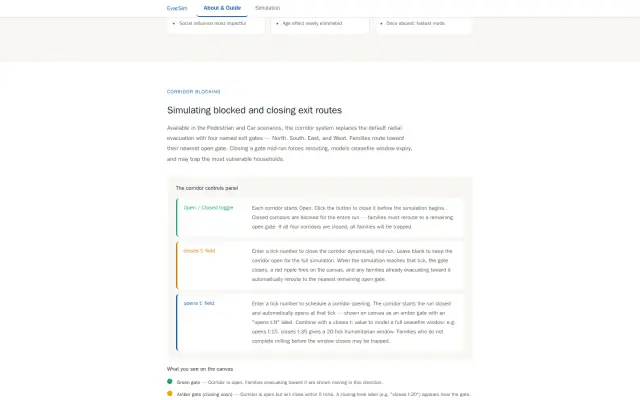 EvacSim About & Guide Simulation
Social influence most impactful Age effect nearly eliminated Once aboard: fastest mode
CORRIDOR BLOCKING
Simulating blocked and closing exit routes
Available in the Pedestrian and Car scenarios, the corridor system replaces the default radial
evacuation with four named exit gates — North, South, East, and West. Families route toward
their nearest open gate. Closing a gate mid-run forces rerouting, models ceasefire window expiry,
and may trap the most vulnerable households.
The corridor controls panel
Open / Closed toggle
Each corridor starts Open. Click the button to close it before the simulation begins.
Closed corridors are blocked for the entire run — families must reroute to a remaining
open gate. If all four corridors are closed, all families will be trapped.
closes t: field
Enter a tick number to close the corridor dynamically mid-run. Leave blank to keep the
corridor open for the full simulation. When the simulation reaches that tick, the gate
closes, a red ripple fires on the canvas, and any families already evacuating toward it
automatically reroute to the nearest remaining open gate.
opens t: field
Enter a tick number to schedule a corridor opening. The corridor starts the run closed
and automatically opens at that tick — shown on canvas as an amber gate with an
"opens t:N" label. Combine with a closes t: value to model a full ceasefire window: e.g.
opens t:15, closes t:35 gives a 20-tick humanitarian window. Families who do not
complete milling before the window closes may be trapped.
What you see on the canvas
Green gate — Corridor is open. Families evacuating toward it are shown moving in this direction.
Amber gate (closing soon) — Corridor is open but will close within 5 ticks. A closing-tick label (e.g. "closes t:20") appears near the gate.